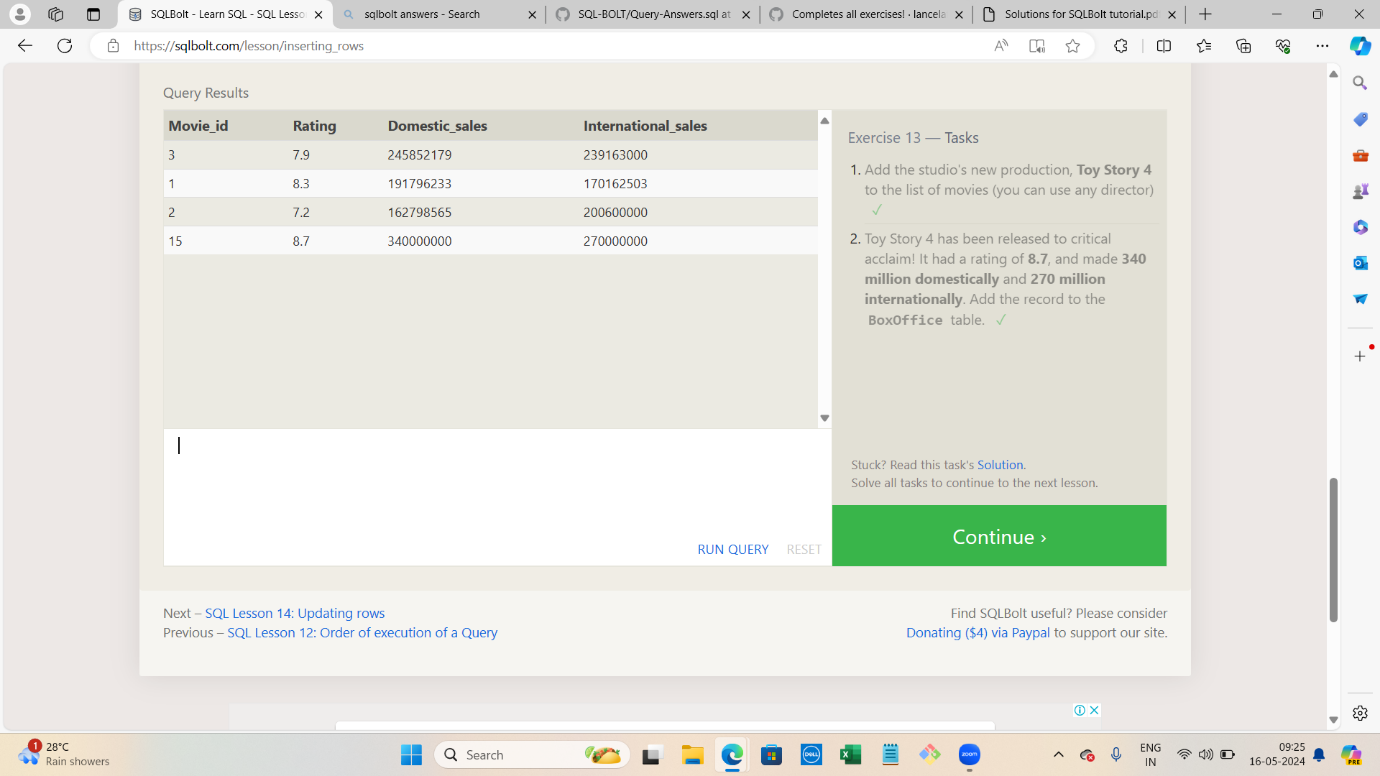 SQLBolt - Learn SQL - SQL Lesso
sqlbolt answers - Search
SQL-BOLT/Query-Answers.sql at
Completes all exercises! · lancela
Solutions for SQLBolt tutorial.pd
https://sqlbolt.com/lesson/inserting_rows
Query Results
Movie_id Rating Domestic_sales International_sales
3 7.9 245852179 239163000
1 8.3 191796233 170162503
2 7.2 162798565 200600000
15 8.7 340000000 270000000
Exercise 13 — Tasks
1. Add the studio's new production, Toy Story 4
to the list of movies (you can use any director)
✓
2. Toy Story 4 has been released to critical
acclaim! It had a rating of 8.7, and made 340
million domestically and 270 million
internationally. Add the record to the
BoxOffice table. ✓
Stuck? Read this task's Solution.
Solve all tasks to continue to the next lesson.
RUN QUERY RESET
Continue ›
Next – SQL Lesson 14: Updating rows
Previous – SQL Lesson 12: Order of execution of a Query
Find SQLBolt useful? Please consider
Donating ($4) via Paypal to support our site.
1
28°C
Rain showers
Search
DELL
zoom
ENG
IN
09:25
16-05-2024
PRE